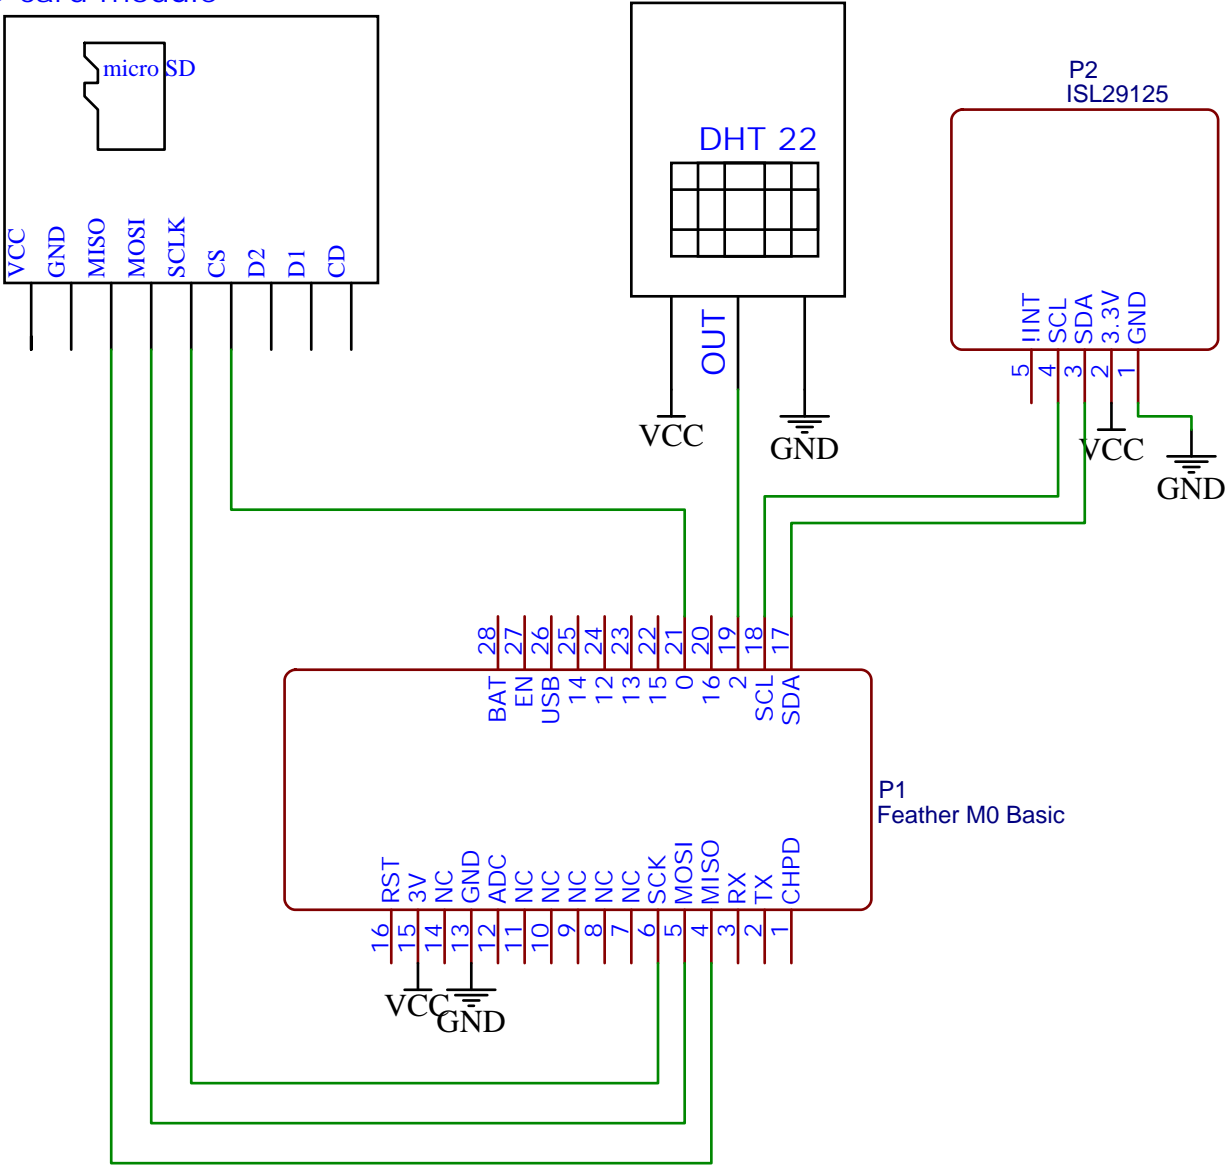 card module
micro SD
VCC
GND
MISO
MOSI
SCLK
CS
D2
D1
CD
DHT 22
OUT
VCC
GND
P2
ISL29125
!INT
SCL
SDA
3.3V
GND
5
4
3
2
1
VCC
GND
28
27
26
25
24
23
22
21
20
19
18
17
BAT
EN
USB
14
12
13
15
0
16
2
SCL
SDA
P1
Feather M0 Basic
RST
3V
NC
GND
ADC
NC
NC
NC
NC
NC
SCK
MOSI
MISO
RX
TX
CHPD
16
15
14
13
12
11
10
9
8
7
6
5
4
3
2
1
VCC
GND